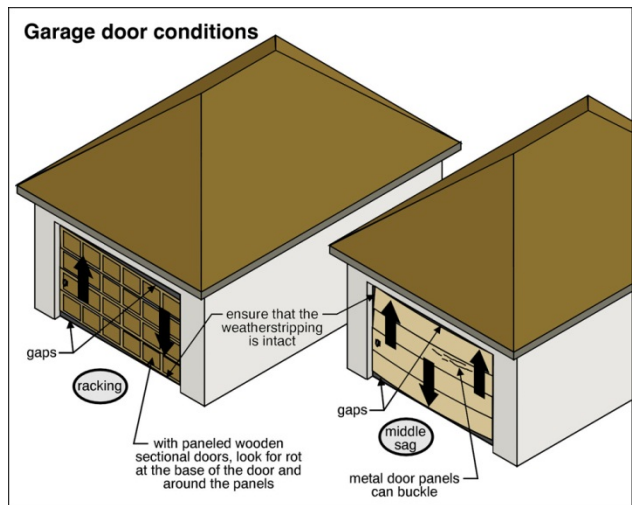 Garage door conditions
ensure that the
weatherstripping
is intact
gaps
racking
with paneled wooden
sectional doors, look for rot
at the base of the door and
around the panels
gaps
middle
sag
metal door panels
can buckle